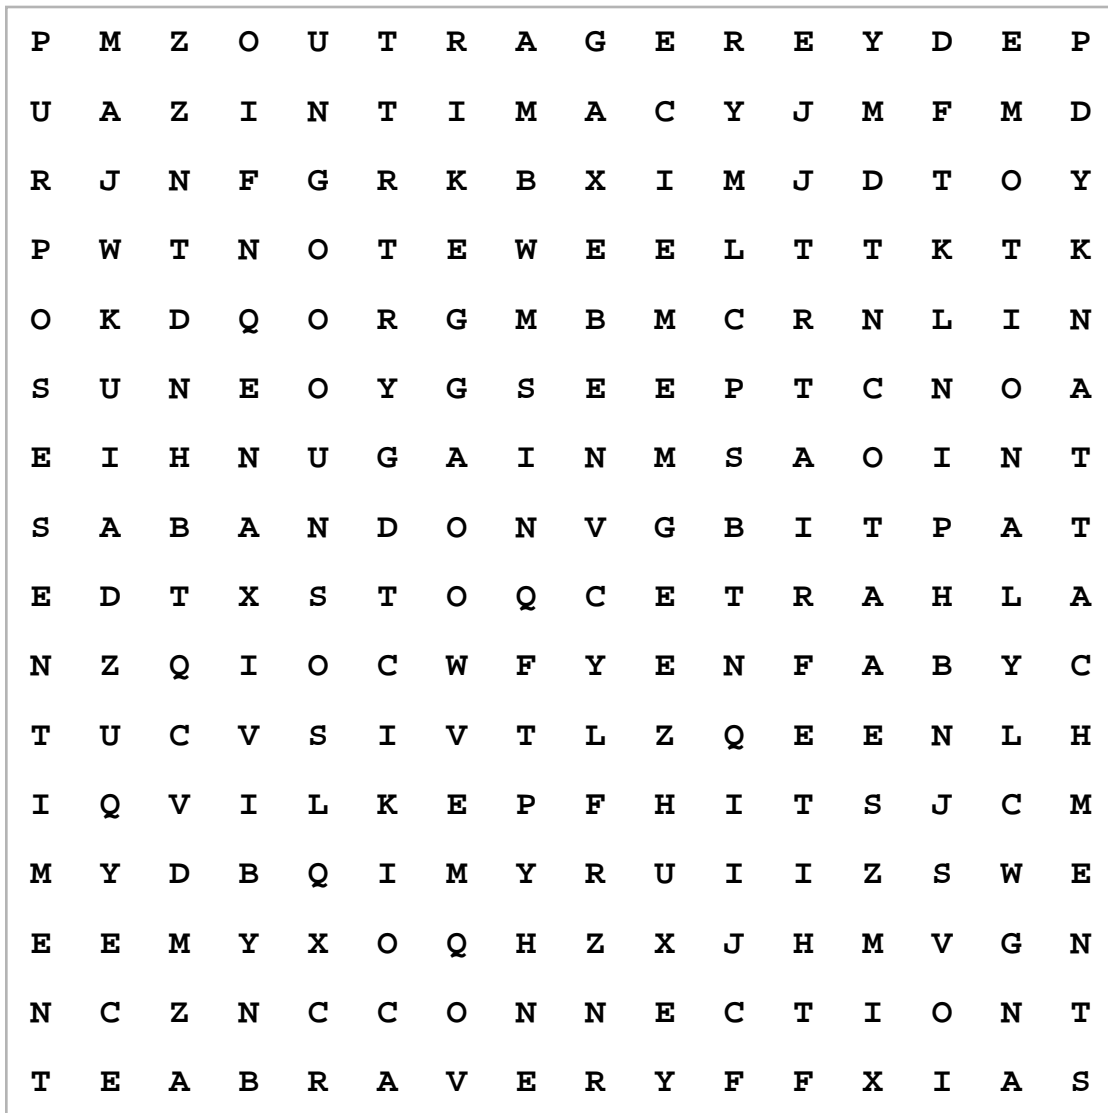 P M Z O U T R A G E R E Y D E P
U A Z I N T I M A C Y J M F M D
R J N F G R K B X I M J D T O Y
P W T N O T E W E E L T T K T K
O K D Q O R G M B M C R N L I N
S U N E O Y G S E E P T C N O A
E I H N U G A I N M S A O I N T
S A B A N D O N V G B I T P A T
E D T X S T O Q C E T R A H L A
N Z Q I O C W F Y E N F A B Y C
T U C V S I V T L Z Q E E N L H
I Q V I L K E P F H I T S J C M
M Y D B Q I M Y R U I I Z S W E
E E M Y X O Q H Z X J H M V G N
N C Z N C C O N N E C T I O N T
T E A B R A V E R Y F F X I A S